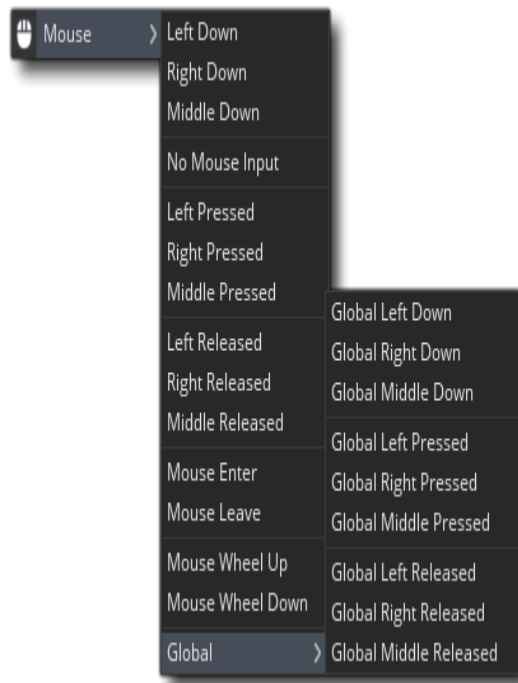 Mouse
Left Down
Right Down
Middle Down
No Mouse Input
Left Pressed
Right Pressed
Middle Pressed
Left Released
Right Released
Middle Released
Mouse Enter
Mouse Leave
Mouse Wheel Up
Mouse Wheel Down
Global
Global Left Down
Global Right Down
Global Middle Down
Global Left Pressed
Global Right Pressed
Global Middle Pressed
Global Left Released
Global Right Released
Global Middle Released